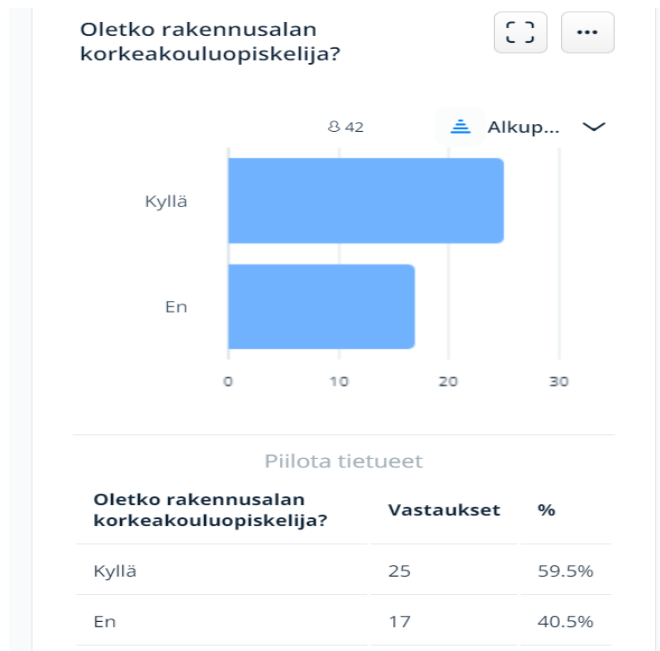 Oletko rakennusalan
korkeakouluopiskelija?
...
42
Alkup...
Kyllä
En
0 10 20 30
Piilota tietueet
Oletko rakennusalan
korkeakouluopiskelija?
Vastaukset %
Kyllä 25 59.5%
En 17 40.5%